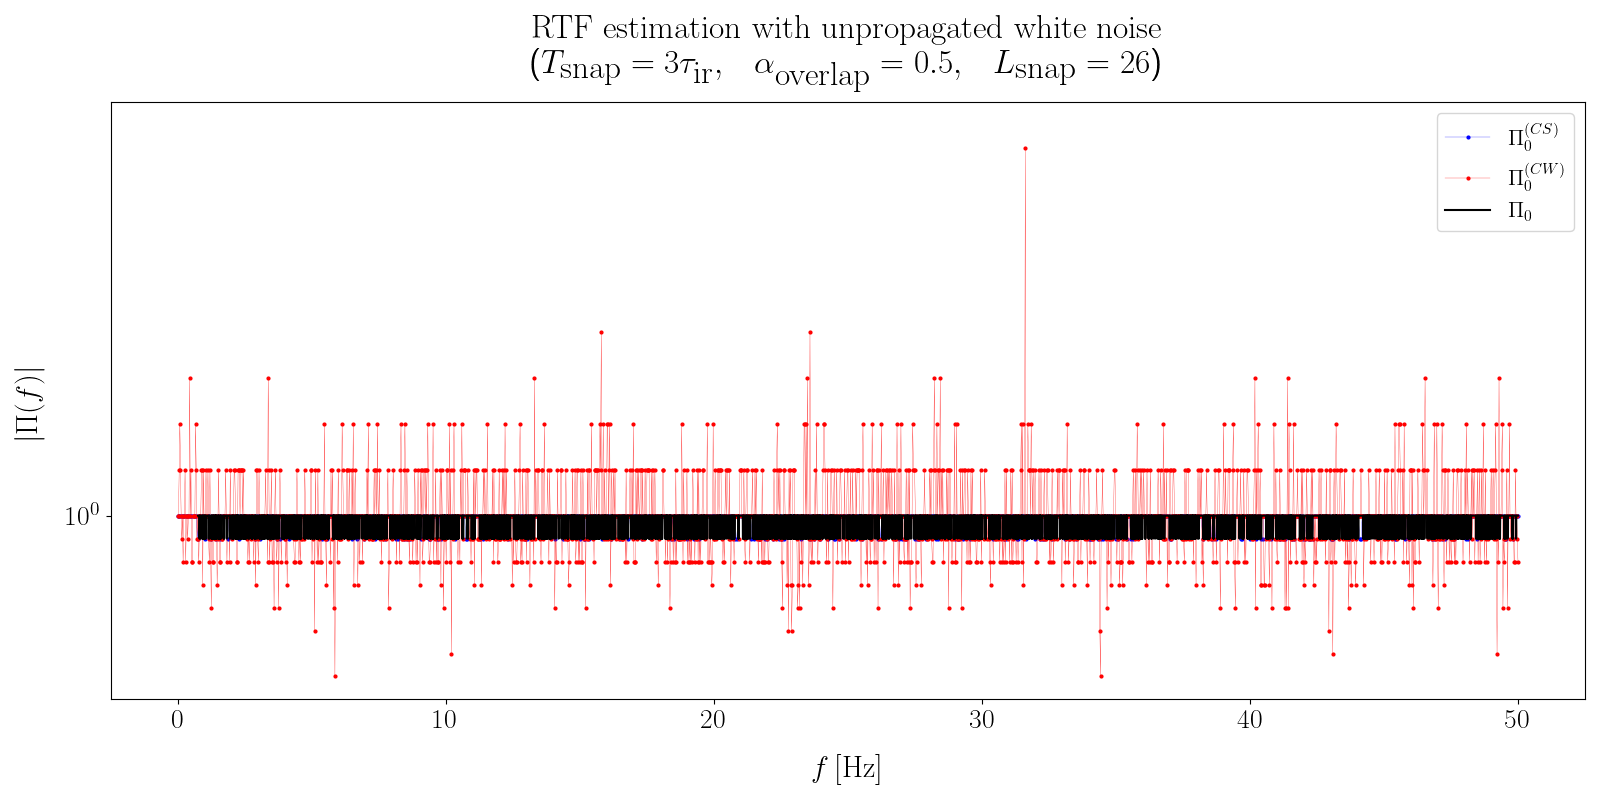 RTF estimation with unpropagated white noise
(T_snap = 3τ_ir, α_overlap = 0.5, L_snap = 26)
Π_0^(CS)
Π_0^(CW)
Π_0
|Π(f)|
10^0
0 10 20 30 40 50
f [Hz]